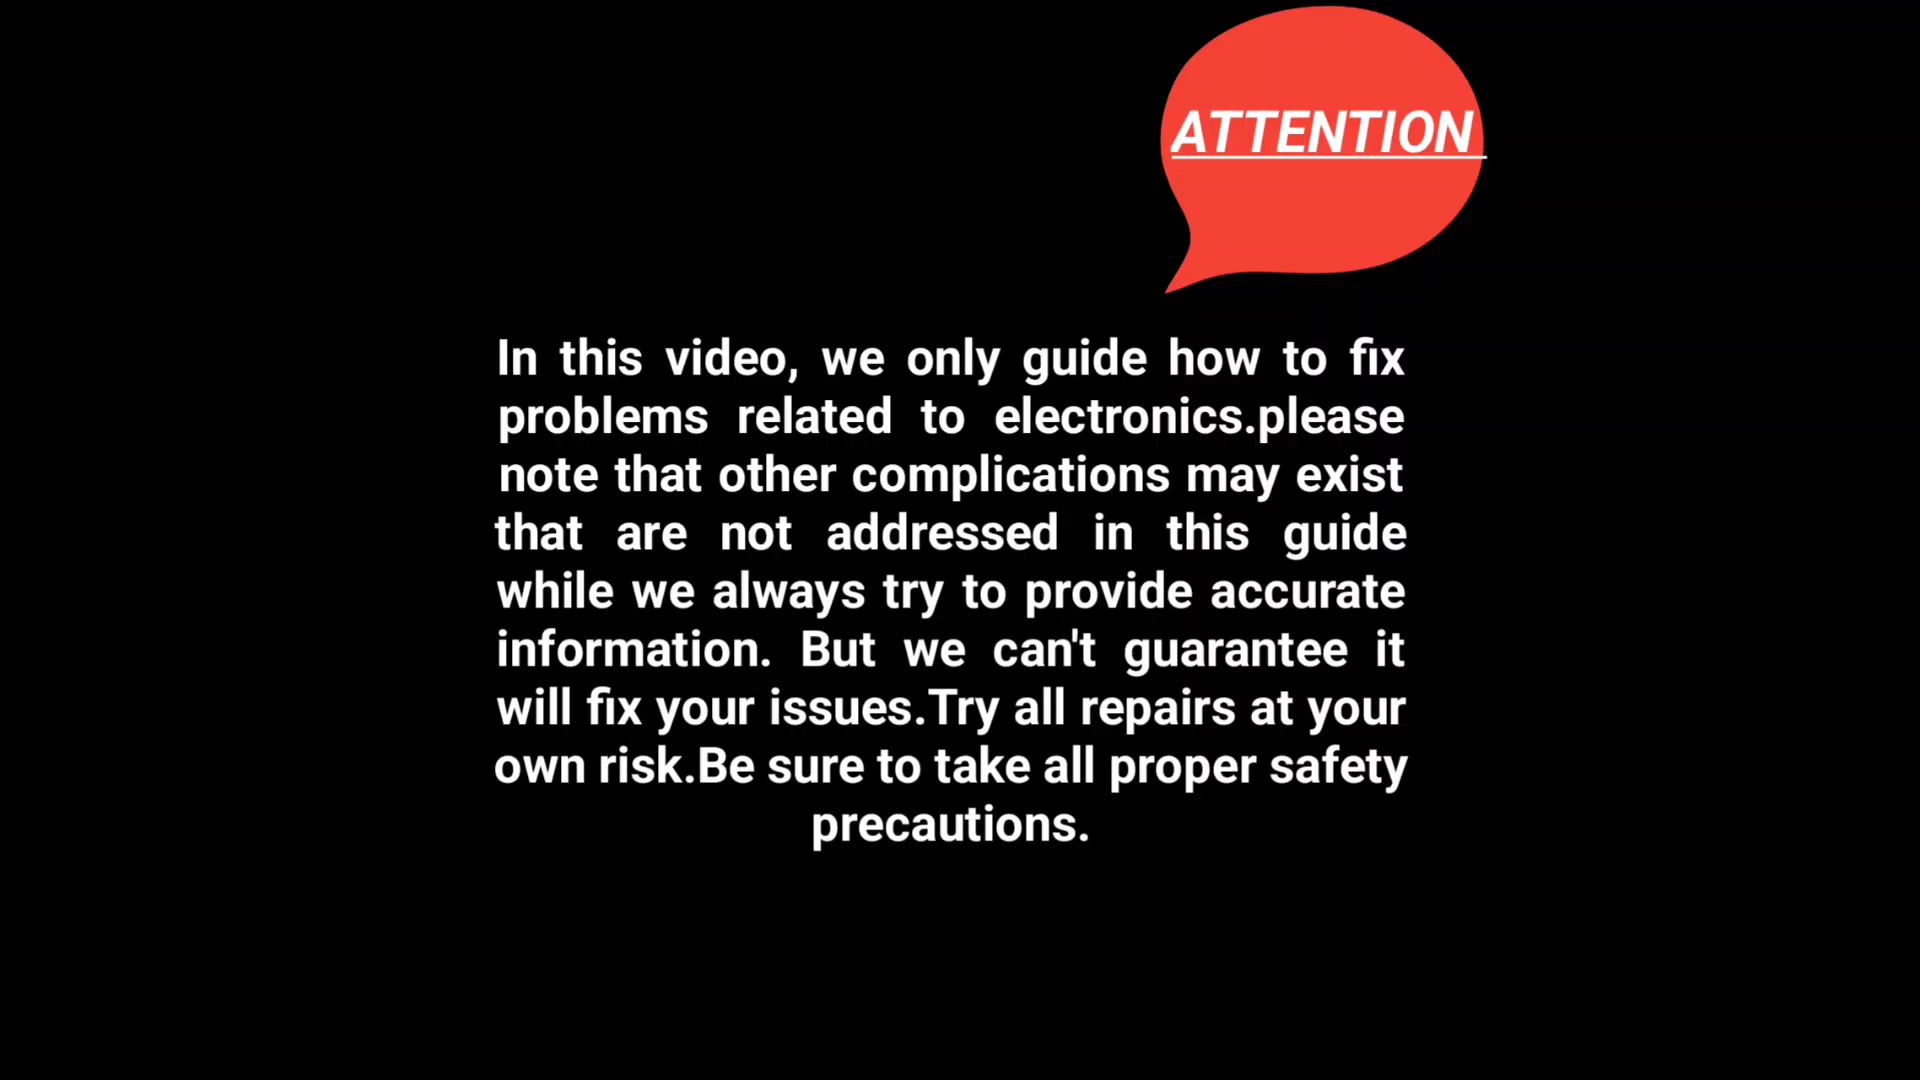 ATTENTION
In this video, we only guide how to fix
problems related to electronics.please
note that other complications may exist
that are not addressed in this guide
while we always try to provide accurate
information. But we can't guarantee it
will fix your issues.Try all repairs at your
own risk.Be sure to take all proper safety
precautions.